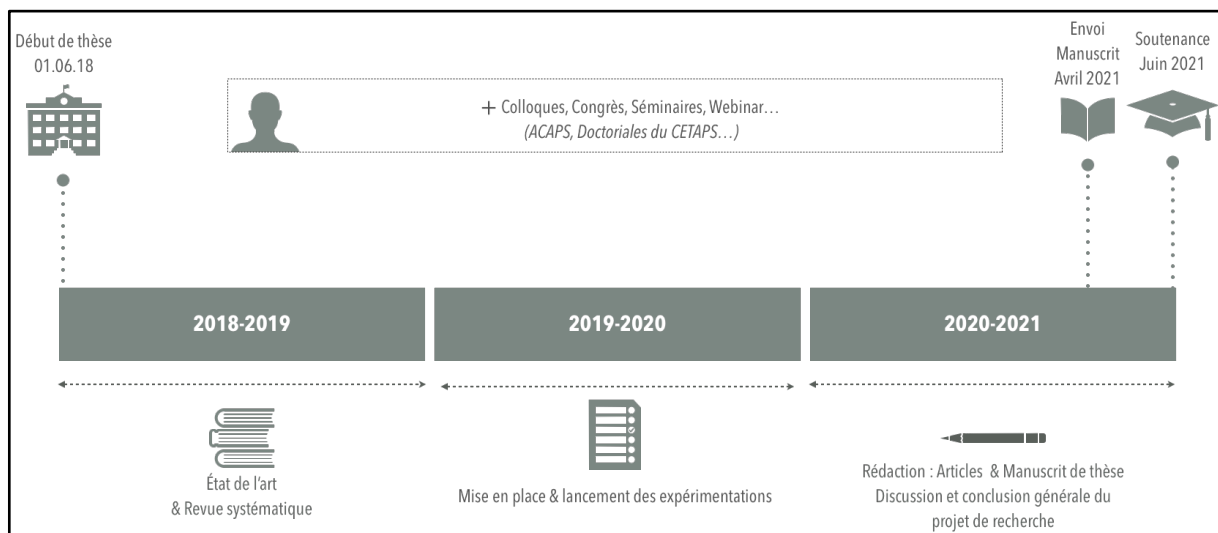 Début de thèse
01.06.18
Envoi
Manuscrit
Avril 2021
Soutenance
Juin 2021
+ Colloques, Congrès, Séminaires, Webinar…
(ACAPS, Doctoriales du CETAPS…)
2018-2019
2019-2020
2020-2021
État de l'art
& Revue systématique
Mise en place & lancement des expérimentations
Rédaction : Articles & Manuscrit de thèse
Discussion et conclusion générale du
projet de recherche